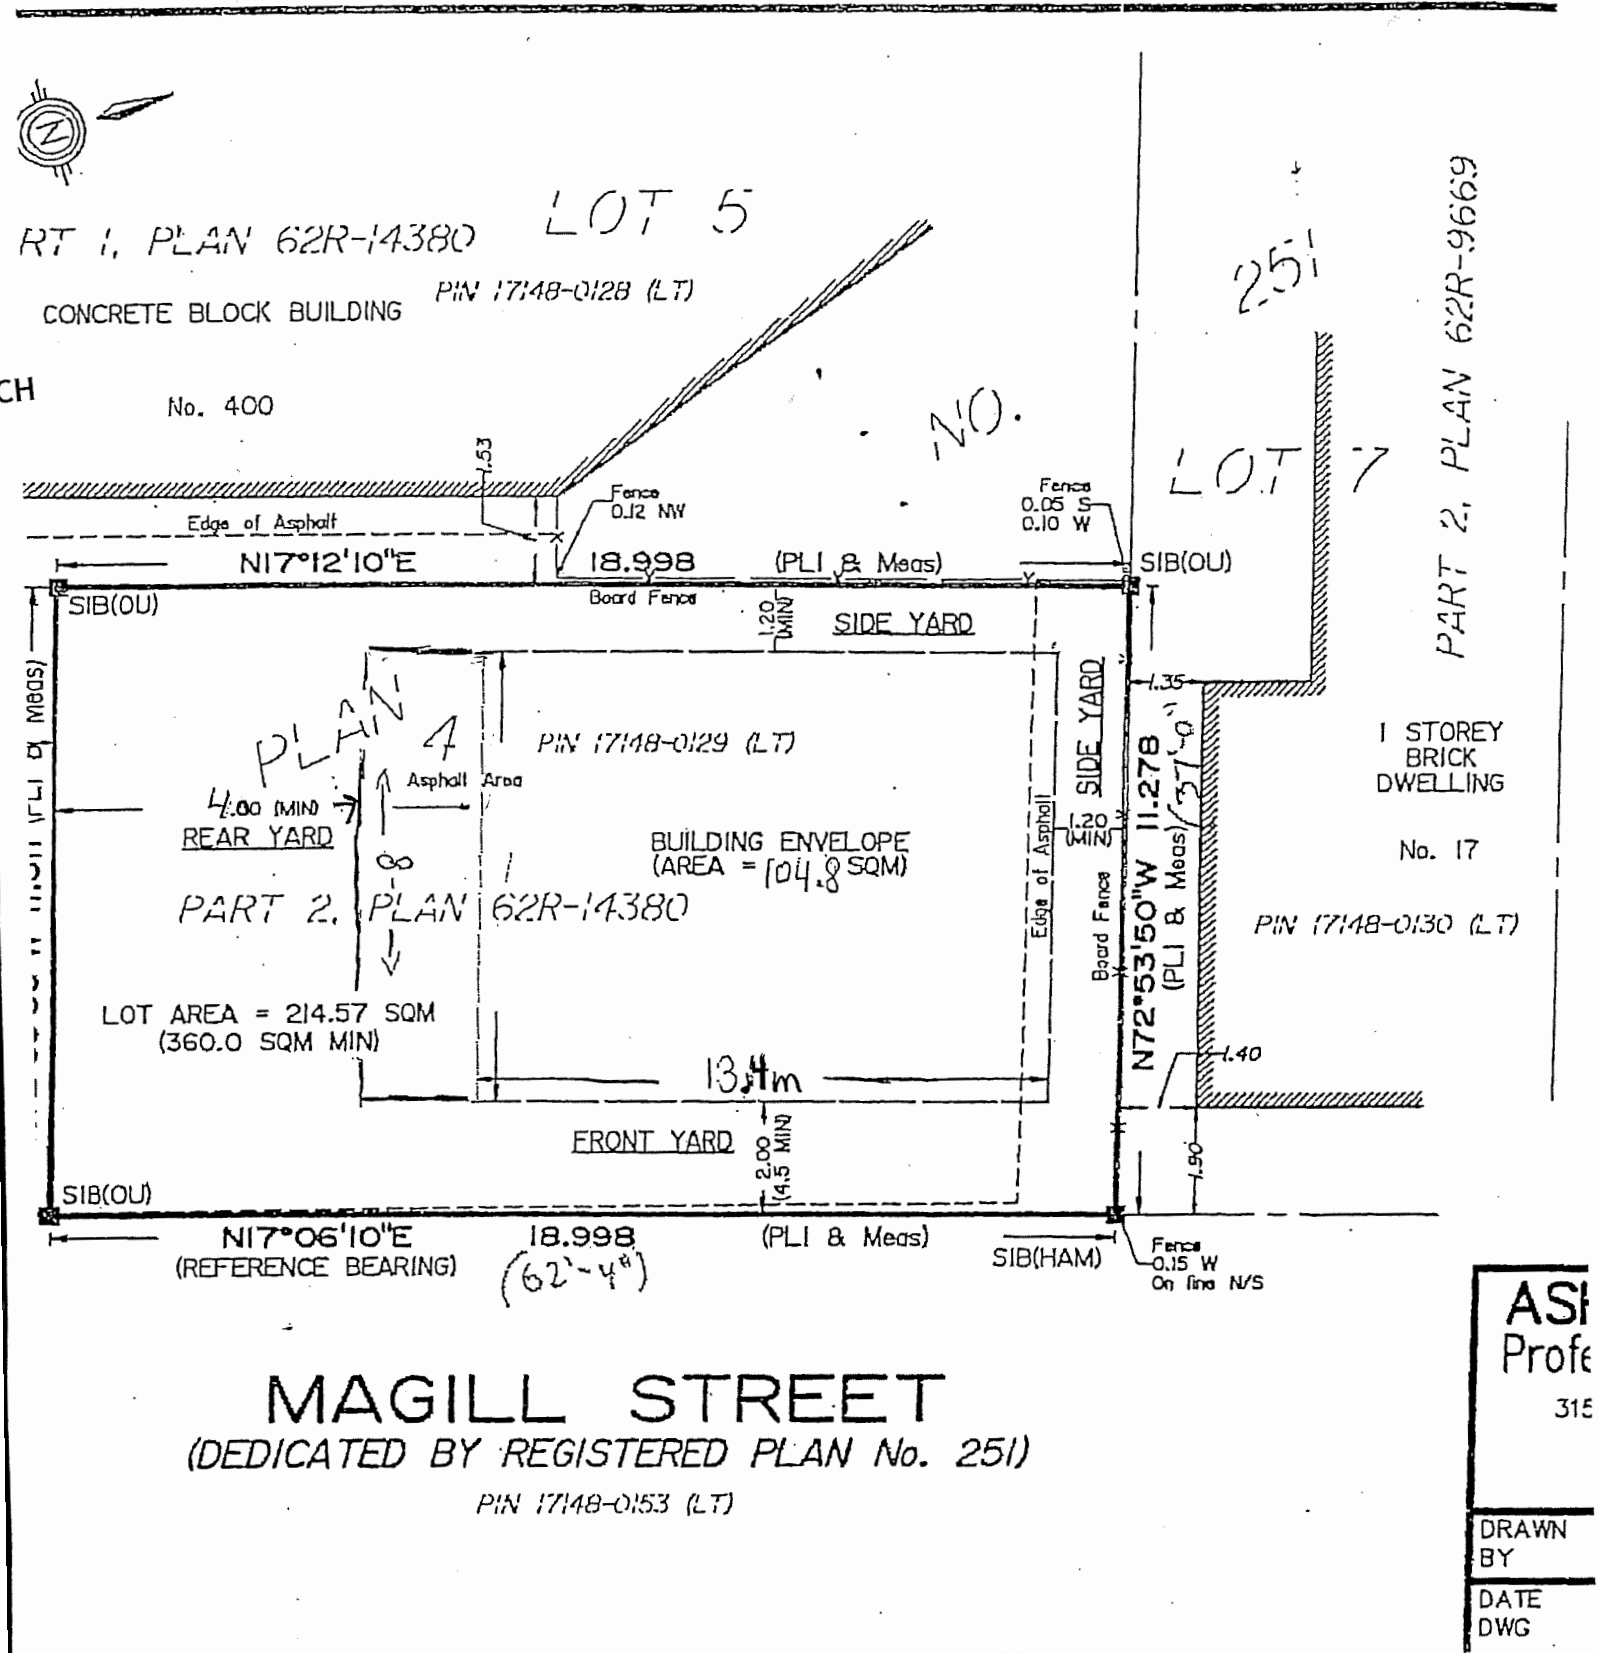 N
LOT 5
RT 1, PLAN 62R-14380
PIN 17148-0128 (LT)
CONCRETE BLOCK BUILDING
CH
No. 400
251
PART 2, PLAN 62R-9669
NO.
LOT 7
1.53
Fence
0.12 NW
Fence
0.05 S
0.10 W
Edge of Asphalt
N17°12'10"E
18.998
(PLI & Meas)
SIB(OU)
SIB(OU)
Board Fence
1.20
(MIN)
SIDE YARD
SIDE YARD
1.35
PLAN
4
PIN 17148-0129 (LT)
Asphalt Area
4.00 (MIN)
REAR YARD
8
BUILDING ENVELOPE
(AREA = 104.8 SQM)
Edge of Asphalt
1.20
(MIN)
Board Fence
N72°53'50"W 11.278
(PLI & Meas)
(37'-0")
1 STOREY
BRICK
DWELLING
No. 17
PIN 17148-0130 (LT)
PART 2, PLAN 62R-14380
LOT AREA = 214.57 SQM
(360.0 SQM MIN)
13.4m
1.40
FRONT YARD
2.00
(4.5 MIN)
1.90
SIB(OU)
N17°06'10"E
18.998
(PLI & Meas)
(REFERENCE BEARING)
(62'-4")
SIB(HAM)
Fence
0.15 W
On line N/S
MAGILL STREET
(DEDICATED BY REGISTERED PLAN No. 251)
PIN 17148-0153 (LT)
Profe
315
DRAWN
BY
DATE
DWG